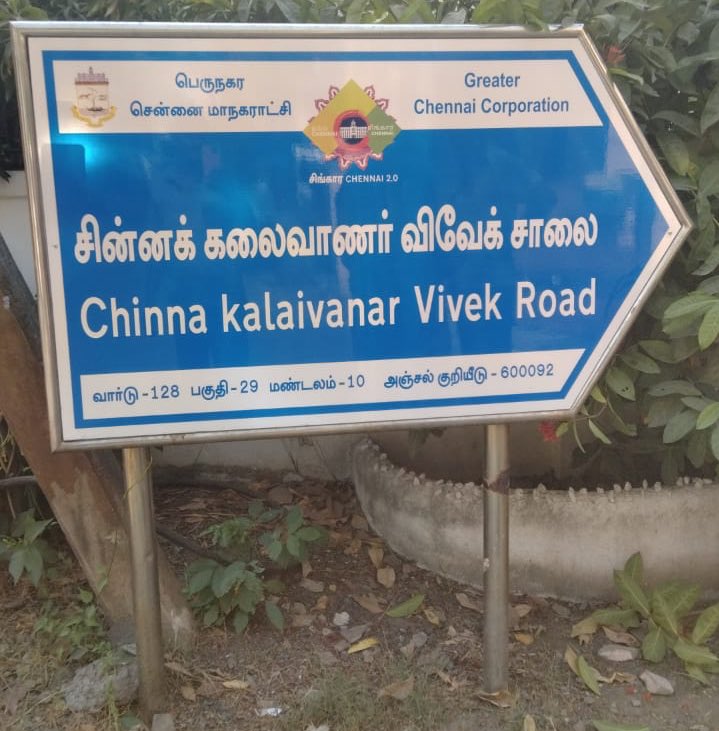 பெருநகர
சென்னை மாநகராட்சி
Greater
Chennai Corporation
சிங்கார CHENNAI 2.0
சின்னக் கலைவாணர் விவேக் சாலை
Chinna kalaivanar Vivek Road
வார்டு -128 பகுதி -29 மண்டலம் -10 அஞ்சல் குறியீடு -600092